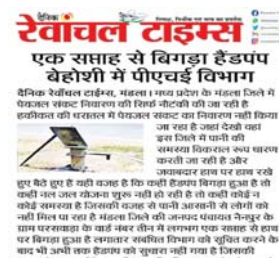 दैनिक
रेवांचल टाइम्स
एक सप्ताह से बिगड़ा हैंडपंप
बेहोशी में पीएचई विभाग
दैनिक रेवाँचल टाईम्स, मंडला। मध्य प्रदेश के मंडला जिले में
पेयजल संकट निवारण की सिर्फ नौटंकी की जा रही है
हकीकत की धरातल में पेयजल संकट का निवारण नहीं किया
जा रहा है जहां देखो वहां
इस जिले में पानी की
समस्या विकराल रूप धारण
करती जा रही है और
जवाबदार हाथ पर हाथ रखे
हुए बैठे हुए हैं यही वजह है कि कहीं हैंडपंप बिगड़ा हुआ है तो
कहीं नल जल योजना शुरू नहीं हो रही है तो कहीं कोई न
कोई समस्या है जिसकी वजह से पानी आसानी से लोगों को
नहीं मिल पा रहा है मंडला जिले की जनपद पंचायत नैनपुर के
ग्राम परसवाड़ा के वार्ड नंबर तीन में लगभग एक सप्ताह से हाथ
पर बिगड़ा हुआ है लगातार संबंधित विभाग को सूचित करने के
बाद भी अभी तक हैंडपंप को सुधारा नहीं गया है जिसकी